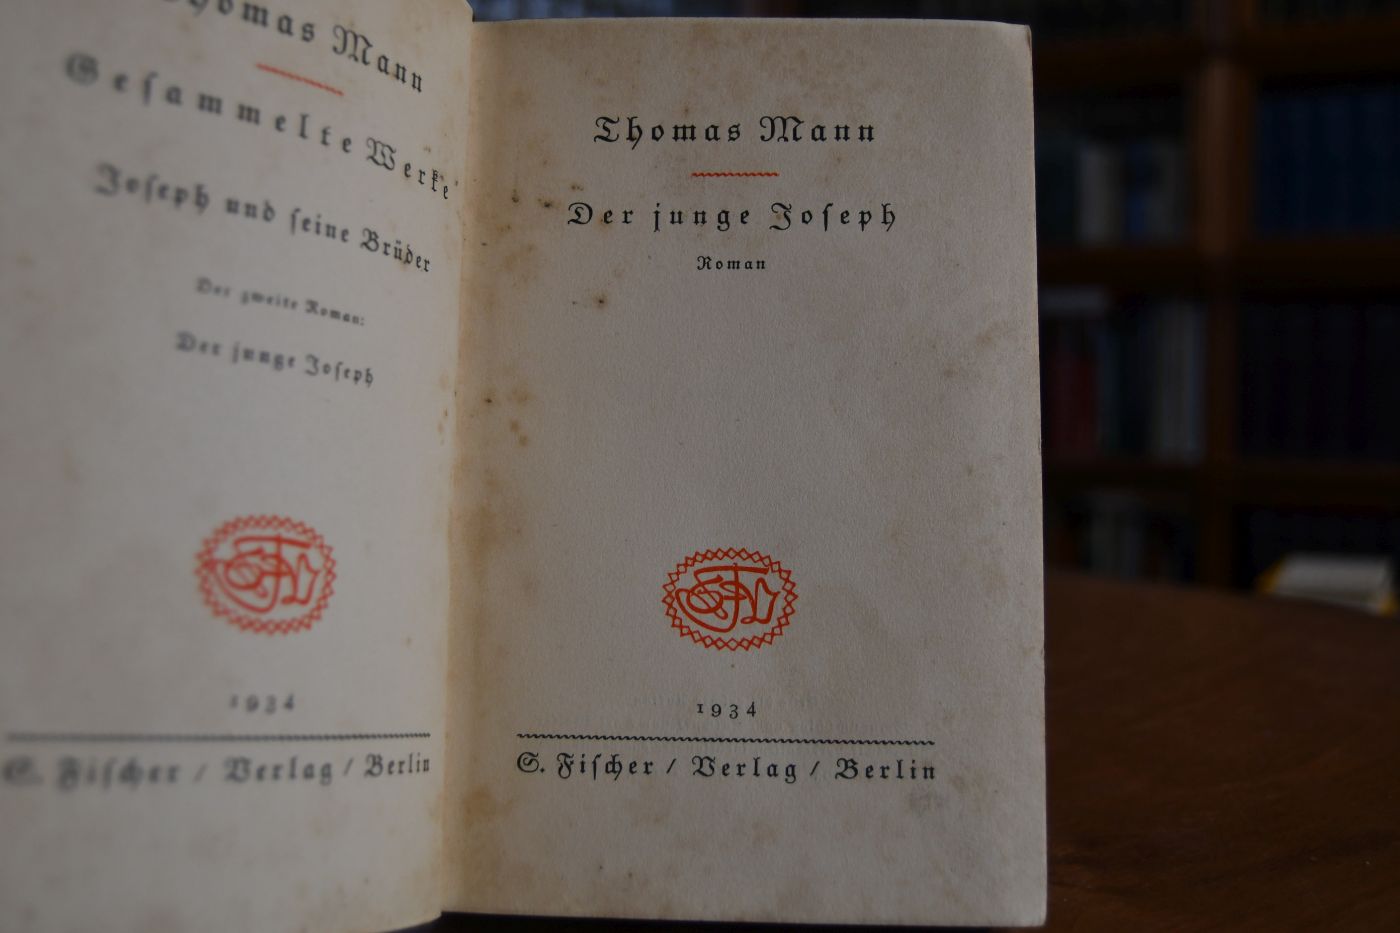 Thomas Mann
Gesammelte Werke
Joseph und seine Brüder
Der zweite Roman:
Der junge Joseph
1934
S. Fischer / Verlag / Berlin
Thomas Mann
Der junge Joseph
Roman
SFV
1934
S. Fischer / Verlag / Berlin